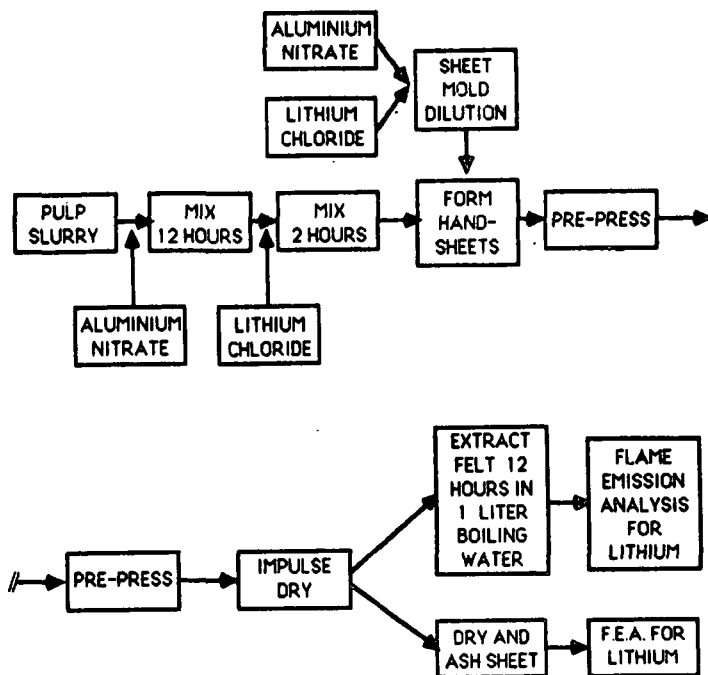 ALUMINIUM
NITRATE
LITHIUM
CHLORIDE
SHEET
MOLD
DILUTION
PULP
SLURRY
MIX
12 HOURS
MIX
2 HOURS
FORM
HAND-
SHEETS
PRE-PRESS
ALUMINIUM
NITRATE
LITHIUM
CHLORIDE
PRE-PRESS
IMPULSE
DRY
EXTRACT
FELT 12
HOURS IN
1 LITER
BOILING
WATER
FLAME
EMISSION
ANALYSIS
FOR
LITHIUM
DRY AND
ASH SHEET
F.E.A. FOR
LITHIUM